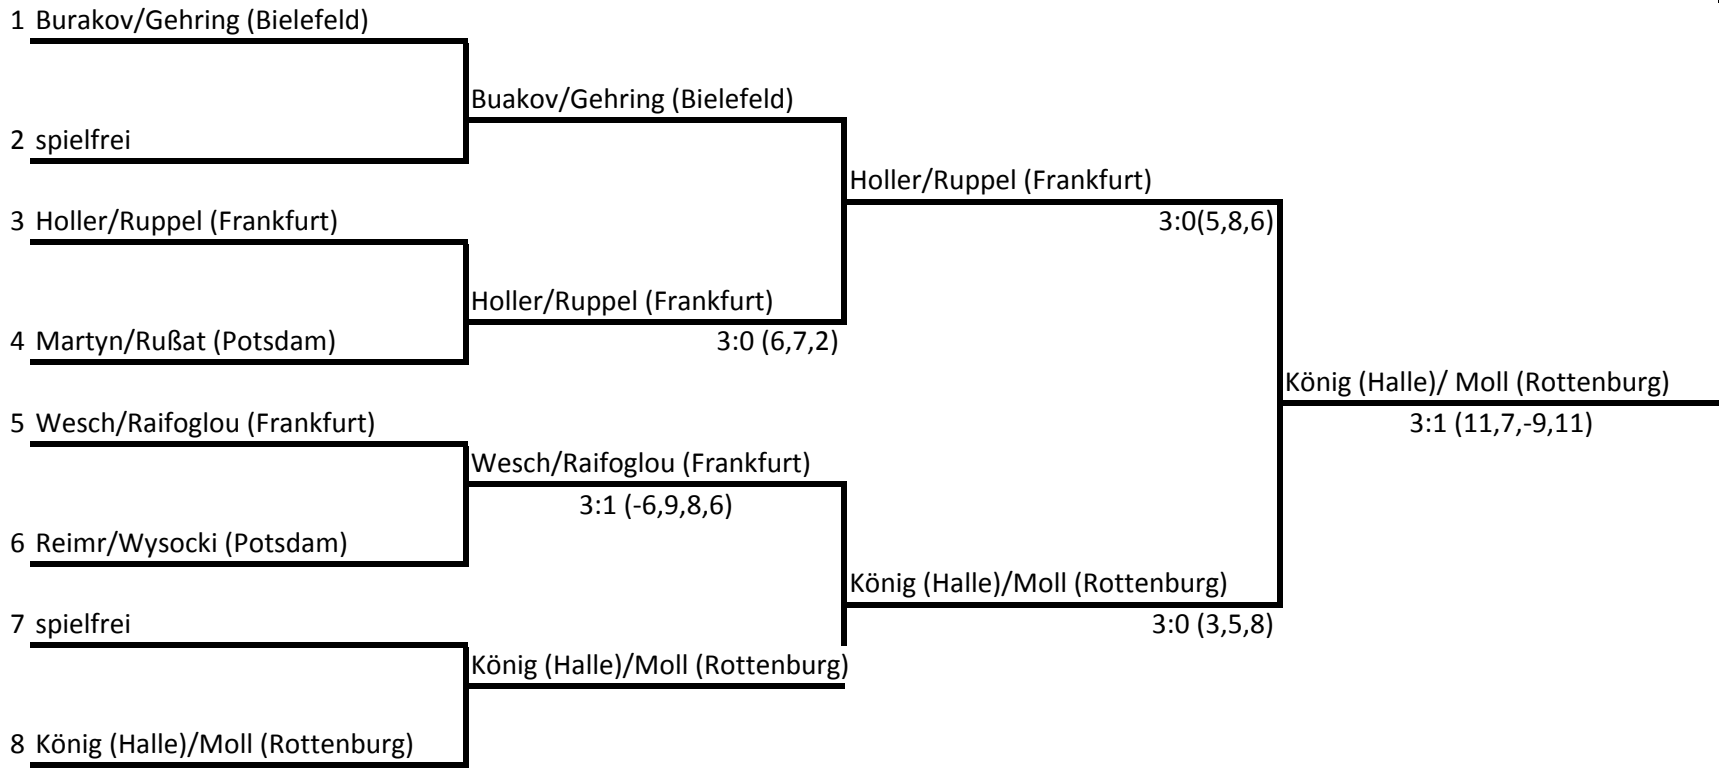 1 Burakov/Gehring (Bielefeld)
Buakov/Gehring (Bielefeld)
2 spielfrei
Holler/Ruppel (Frankfurt)
3:0(5,8,6)
3 Holler/Ruppel (Frankfurt)
Holler/Ruppel (Frankfurt)
3:0 (6,7,2)
4 Martyn/Rußat (Potsdam)
König (Halle)/ Moll (Rottenburg)
3:1 (11,7,-9,11)
5 Wesch/Raifoglou (Frankfurt)
Wesch/Raifoglou (Frankfurt)
3:1 (-6,9,8,6)
6 Reimr/Wysocki (Potsdam)
König (Halle)/Moll (Rottenburg)
3:0 (3,5,8)
7 spielfrei
König (Halle)/Moll (Rottenburg)
8 König (Halle)/Moll (Rottenburg)